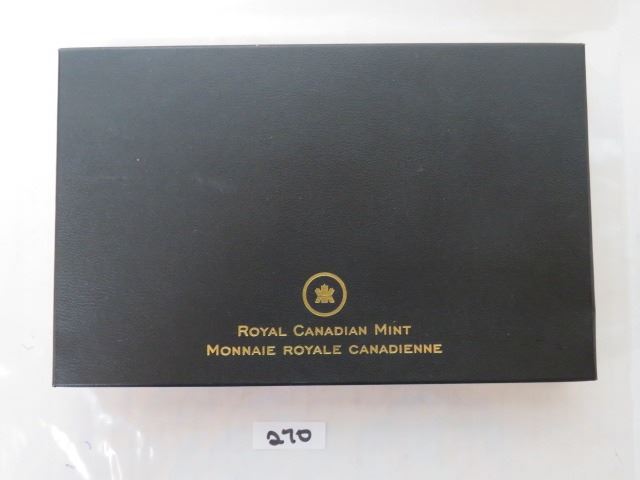 ROYAL CANADIAN MINT
MONNAIE ROYALE CANADIENNE
270